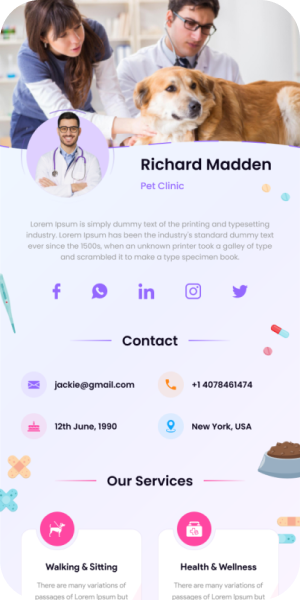 Richard Madden
Pet Clinic
Lorem Ipsum is simply dummy text of the printing and typesetting
industry. Lorem Ipsum has been the industry's standard dummy text
ever since the 1500s, when an unknown printer took a galley of type
and scrambled it to make a type specimen book.
Contact
jackie@gmail.com
+1 4078461474
12th June, 1990
New York, USA
Our Services
Walking & Sitting
Health & Wellness
There are many variations of
passages of Lorem Ipsum but
There are many variations of
passages of Lorem Ipsum but